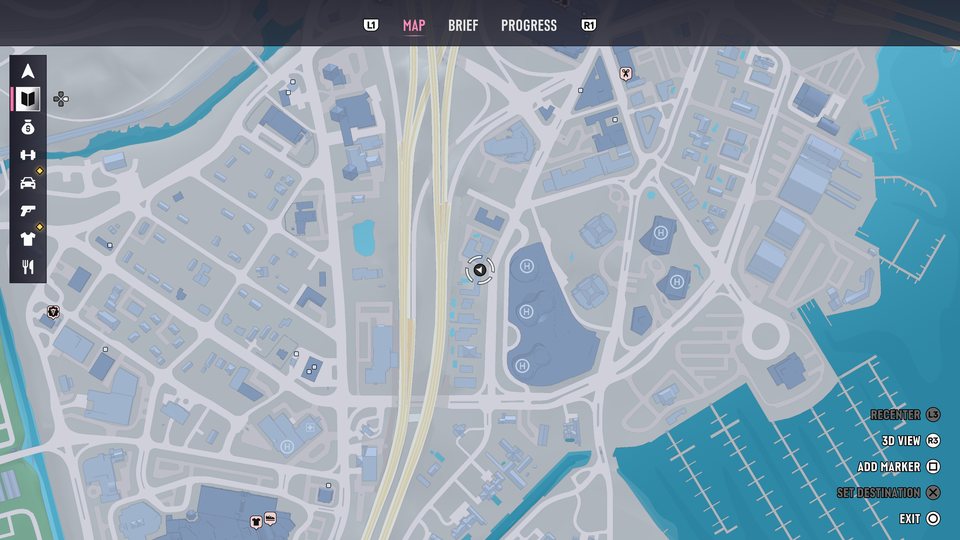 L1 MAP BRIEF PROGRESS R1
$
H
H
H
H
H
H
RECENTER L3
3D VIEW R3
ADD MARKER
SET DESTINATION
EXIT